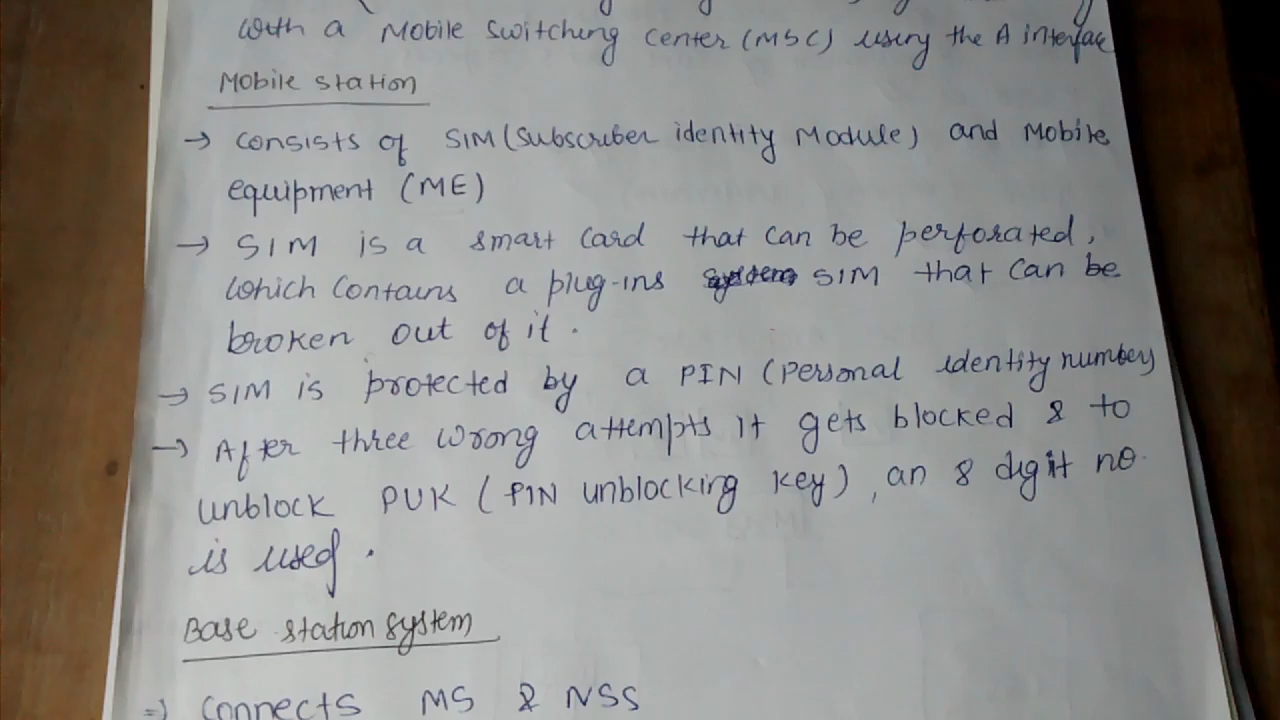 with a Mobile Switching Center (MSC) using the A interface
Mobile station
→ consists of SIM (Subscriber identity Module) and Mobile
equipment (ME)
→ SIM is a smart card that can be perforated,
which contains a plug-ins SIM that can be
broken out of it.
→ SIM is protected by a PIN (Personal identity number)
→ After three wrong attempts it gets blocked & to
unblock PUK (PIN unblocking key), an 8 digit no.
is used.
Base station system
→ connects MS & NSS